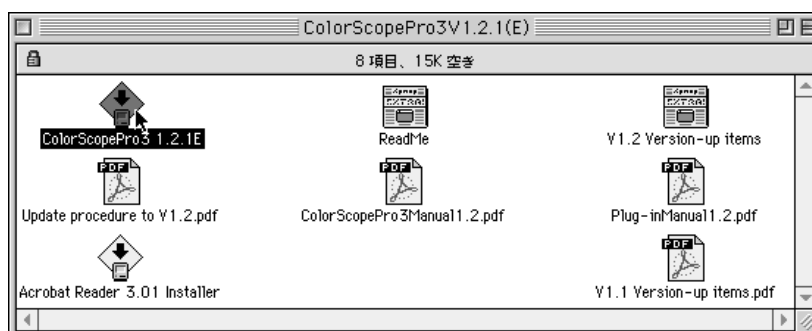 ColorScopePro3V1.2.1(E)
8 項目、15K 空き
ColorScopePro3 1.2.1E
ReadMe
V1.2 Version-up items
Update procedure to V1.2.pdf
ColorScopePro3Manual1.2.pdf
Plug-inManual1.2.pdf
Acrobat Reader 3.01 Installer
V1.1 Version-up items.pdf